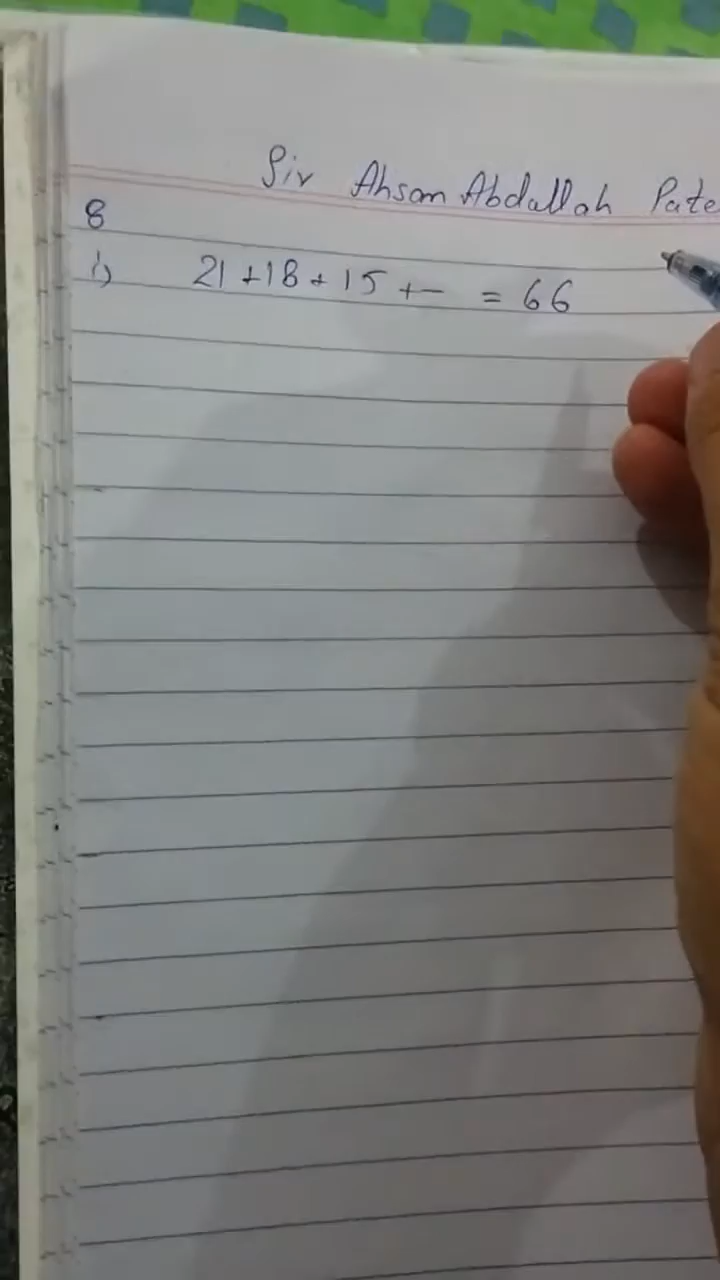 Sir Ahsan Abdullah Pate
8
i) 21 + 18 + 15 + — = 66